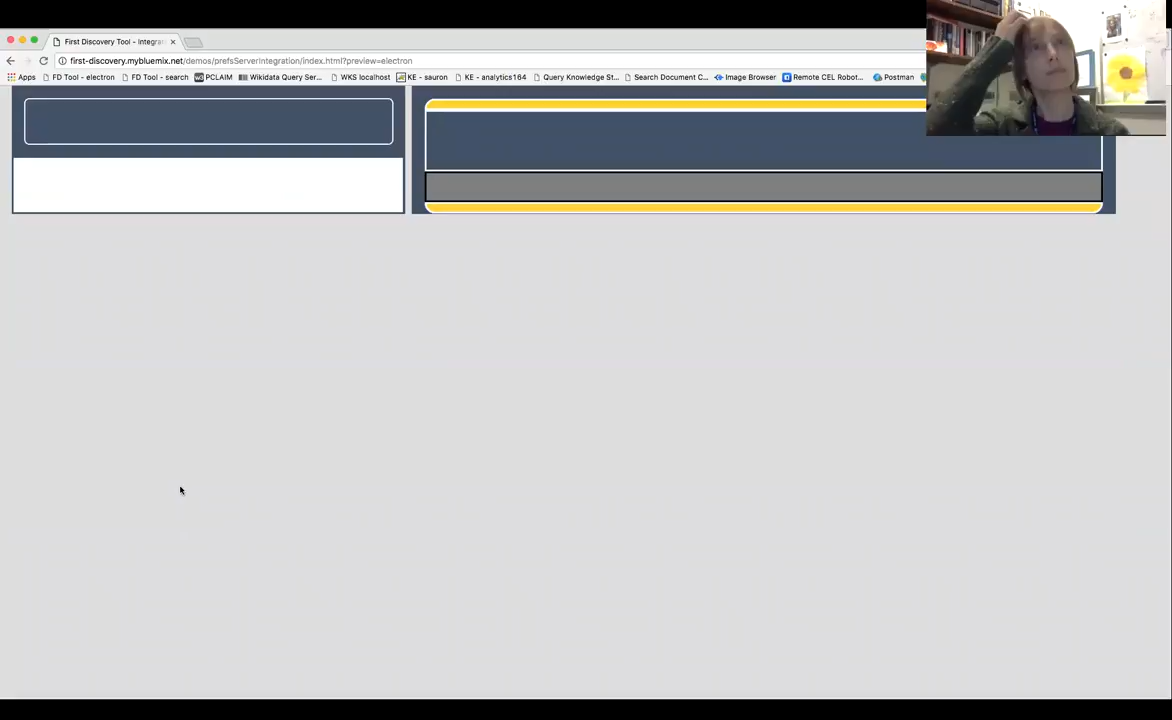 First Discovery Tool - Integrat
first-discovery.mybluemix.net/demos/prefsServerIntegration/index.html?preview=electron
Apps FD Tool - electron FD Tool - search PCLAIM Wikidata Query Ser... WKS localhost KE - sauron KE - analytics164 Query Knowledge St... Search Document C... Image Browser Remote CEL Robot... Postman